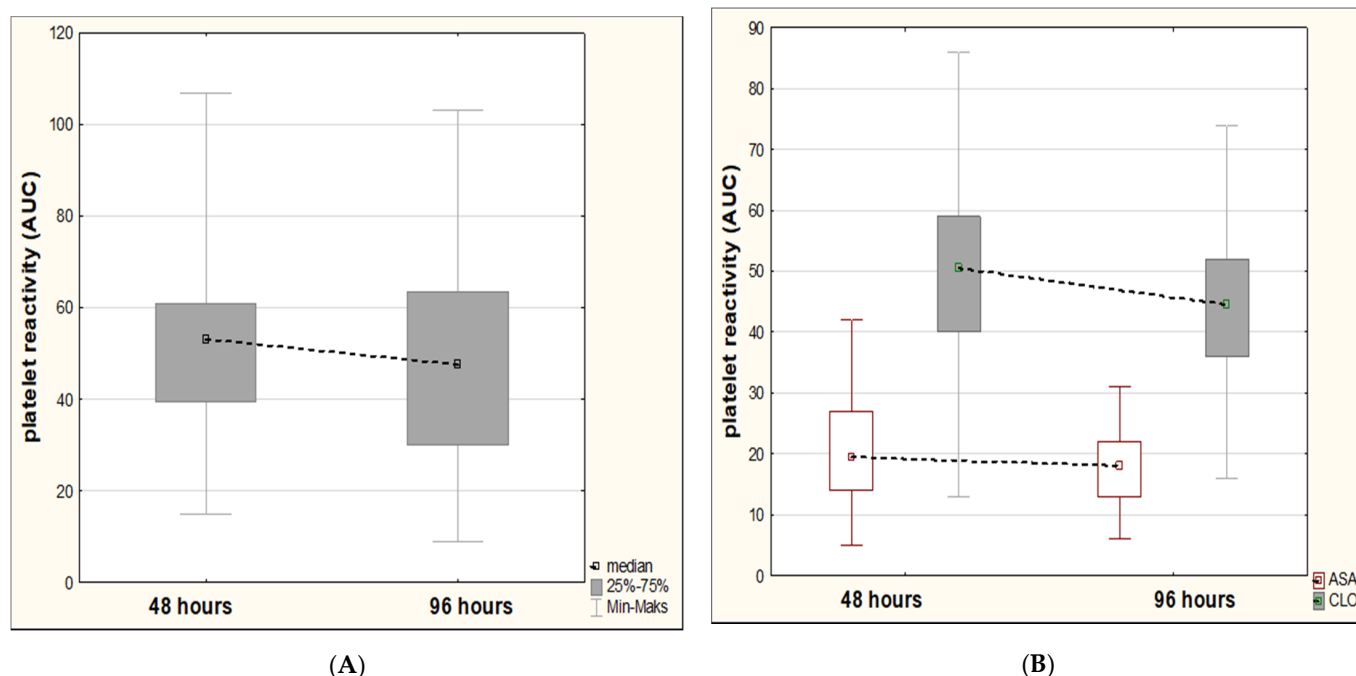 platelet reactivity (AUC)
120
100
80
60
40
20
0
48 hours
96 hours
median
25%-75%
Min-Maks
(A)
platelet reactivity (AUC)
90
80
70
60
50
40
30
20
10
0
48 hours
96 hours
ASA
CLO
(B)